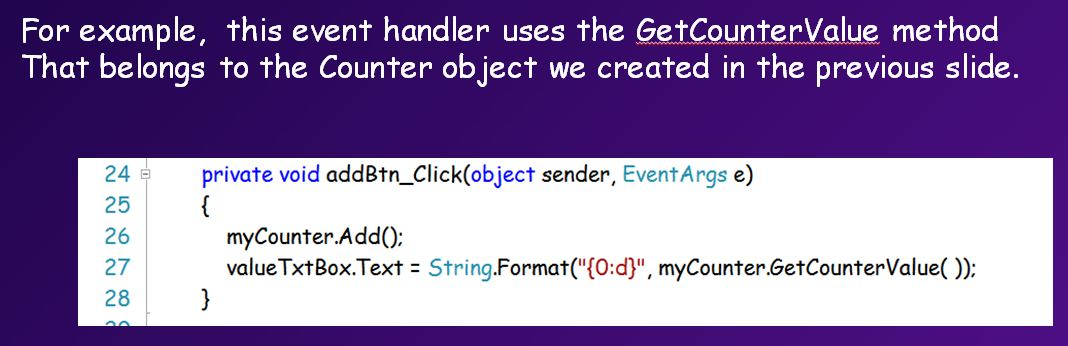 For example, this event handler uses the GetCounterValue method
That belongs to the Counter object we created in the previous slide.
24 private void addBtn_Click(object sender, EventArgs e)
25 {
26 myCounter.Add();
27 valueTxtBox.Text = String.Format("{0:d}", myCounter.GetCounterValue( ));
28 }